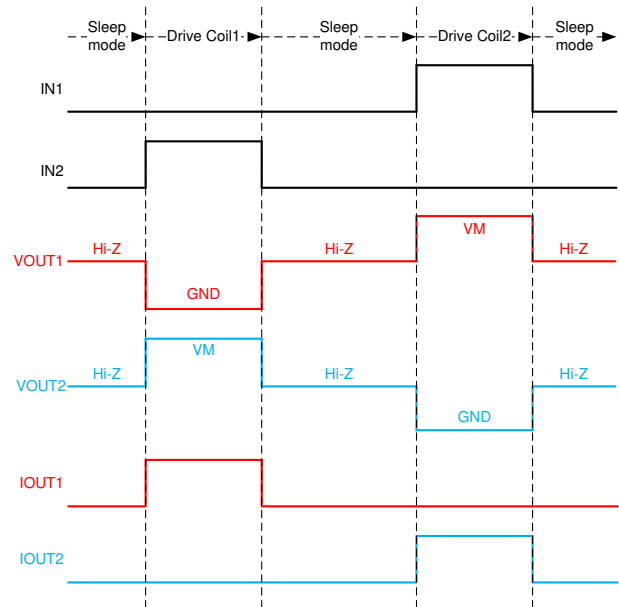 Sleep mode
Drive Coil1
Sleep mode
Drive Coil2
Sleep mode
IN1
IN2
VOUT1
Hi-Z
GND
Hi-Z
VM
Hi-Z
VOUT2
Hi-Z
VM
Hi-Z
GND
Hi-Z
IOUT1
IOUT2